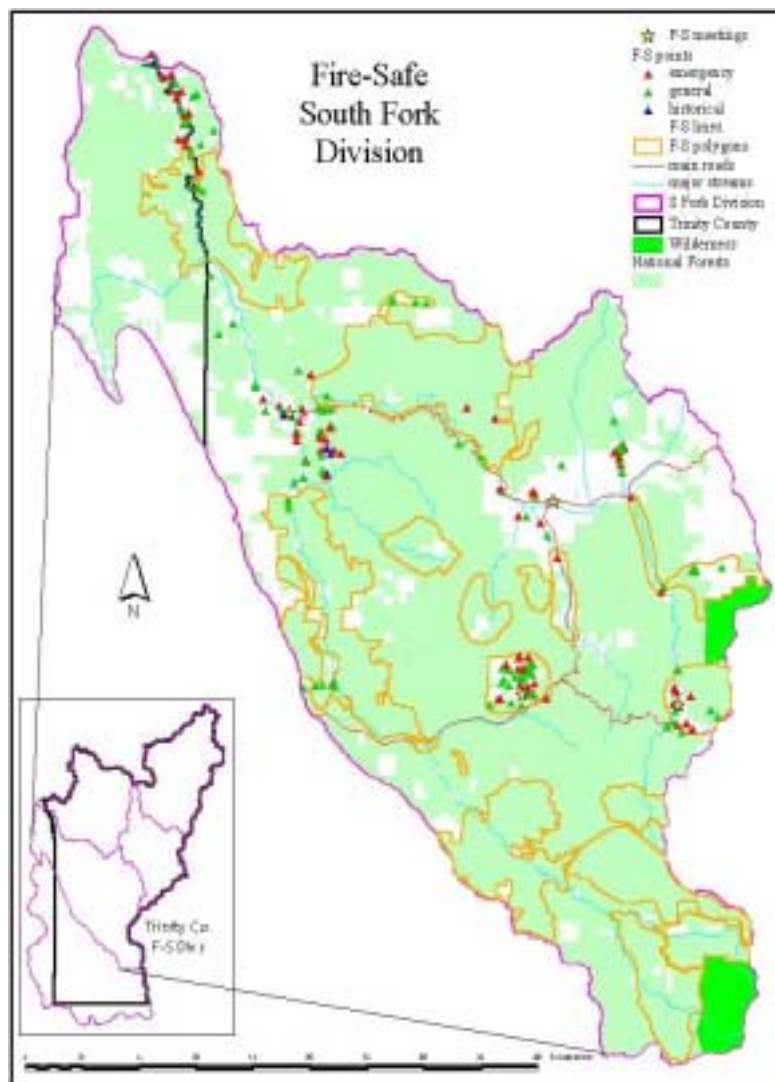 Fire-Safe
South Fork
Division
F-S meetings
F-S points
emergency
general
historical
F-S lines
F-S polygons
main roads
major streams
S Fork Division
Trinity County
Wilderness
National Forests
N
Trinity Co.
F-S Divs